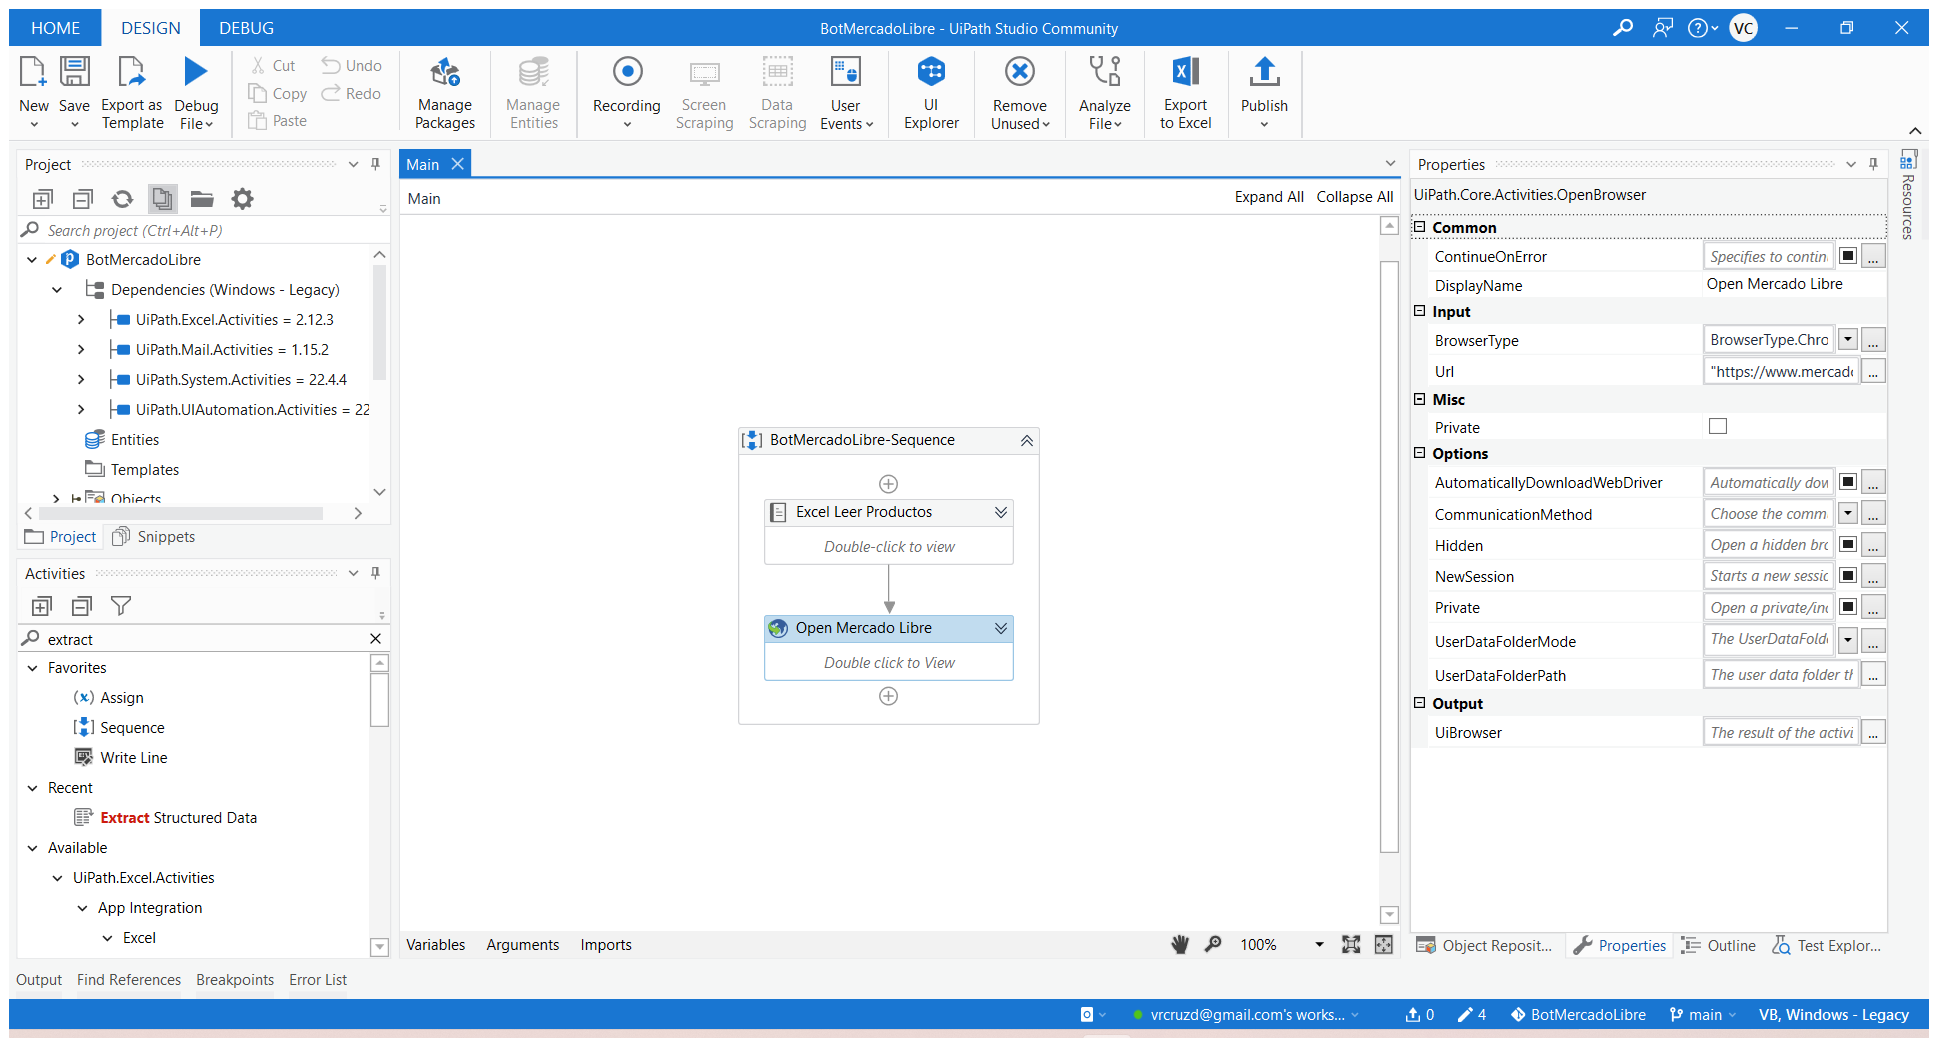 HOME DESIGN DEBUG BotMercadoLibre - UiPath Studio Community VC
New Save Export as Template Debug File Cut Copy Paste Undo Redo Manage Packages Manage Entities Recording Screen Scraping Data Scraping User Events UI Explorer Remove Unused Analyze File Export to Excel Publish
Project
Search project (Ctrl+Alt+P)
BotMercadoLibre
Dependencies (Windows - Legacy)
UiPath.Excel.Activities = 2.12.3
UiPath.Mail.Activities = 1.15.2
UiPath.System.Activities = 22.4.4
UiPath.UIAutomation.Activities = 22
Entities
Templates
Objects
Project Snippets
Activities
extract
Favorites
Assign
Sequence
Write Line
Recent
Extract Structured Data
Available
UiPath.Excel.Activities
App Integration
Excel
Main
Main Expand All Collapse All
BotMercadoLibre-Sequence
Excel Leer Productos
Double-click to view
Open Mercado Libre
Double click to View
Variables Arguments Imports 100%
Properties
UiPath.Core.Activities.OpenBrowser
Common
ContinueOnError Specifies to contin ...
DisplayName Open Mercado Libre
Input
BrowserType BrowserType.Chro ...
Url "https://www.mercado ...
Misc
Private
Options
AutomaticallyDownloadWebDriver Automatically dow ...
CommunicationMethod Choose the comm ...
Hidden Open a hidden bro ...
NewSession Starts a new sessic ...
Private Open a private/inc ...
UserDataFolderMode The UserDataFolde ...
UserDataFolderPath The user data folder th ...
Output
UiBrowser The result of the activi ...
Object Reposit... Properties Outline Test Explor...
Resources
Output Find References Breakpoints Error List
vrcruzd@gmail.com's works... 0 4 BotMercadoLibre main VB, Windows - Legacy